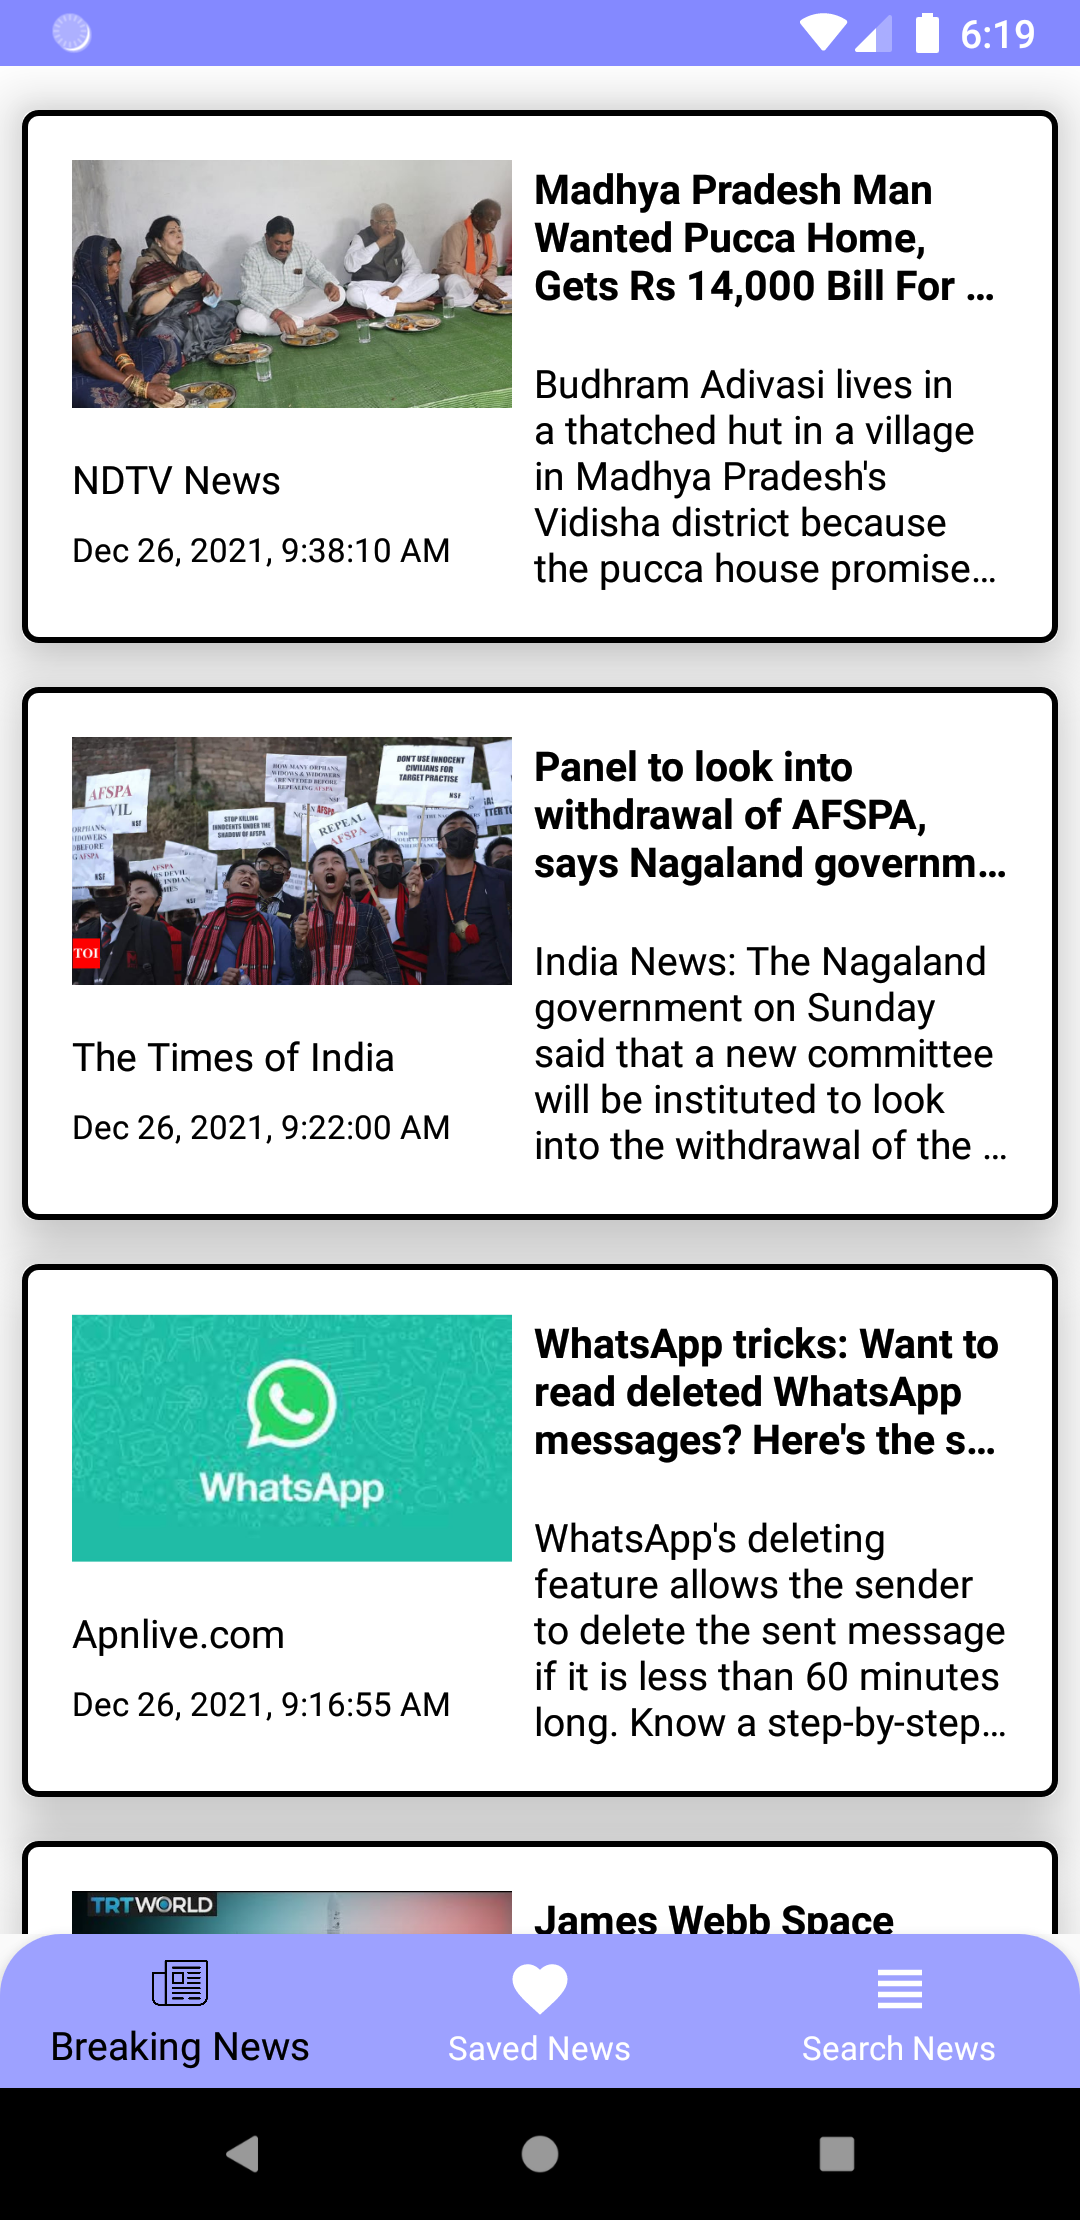 6:19
Madhya Pradesh Man
Wanted Pucca Home,
Gets Rs 14,000 Bill For ...
Budhram Adivasi lives in
a thatched hut in a village
in Madhya Pradesh's
Vidisha district because
the pucca house promise...
NDTV News
Dec 26, 2021, 9:38:10 AM
AFSPA
HOW MANY ORPHANS,
WIDOWS & WIDOWERS
ARE NEEDED BEFORE
REPEALING AFSPA
DON'T USE INNOCENT
CIVILIANS FOR
TARGET PRACTISE
NSF
STOP KILLING
INNOCENTS UNDER THE
SHADOW OF AFSPA
REPEAL
AFSPA
TOI
Panel to look into
withdrawal of AFSPA,
says Nagaland governm...
India News: The Nagaland
government on Sunday
said that a new committee
will be instituted to look
into the withdrawal of the ...
The Times of India
Dec 26, 2021, 9:22:00 AM
WhatsApp
WhatsApp tricks: Want to
read deleted WhatsApp
messages? Here's the s...
WhatsApp's deleting
feature allows the sender
to delete the sent message
if it is less than 60 minutes
long. Know a step-by-step...
Apnlive.com
Dec 26, 2021, 9:16:55 AM
TRT WORLD
James Webb Space
Breaking News
Saved News
Search News